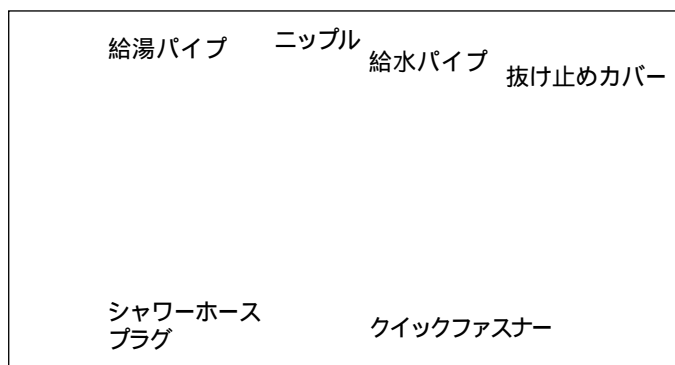 給湯パイプ
ニップル
給水パイプ
抜け止めカバー
シャワーホース
プラグ
クイックファスナー